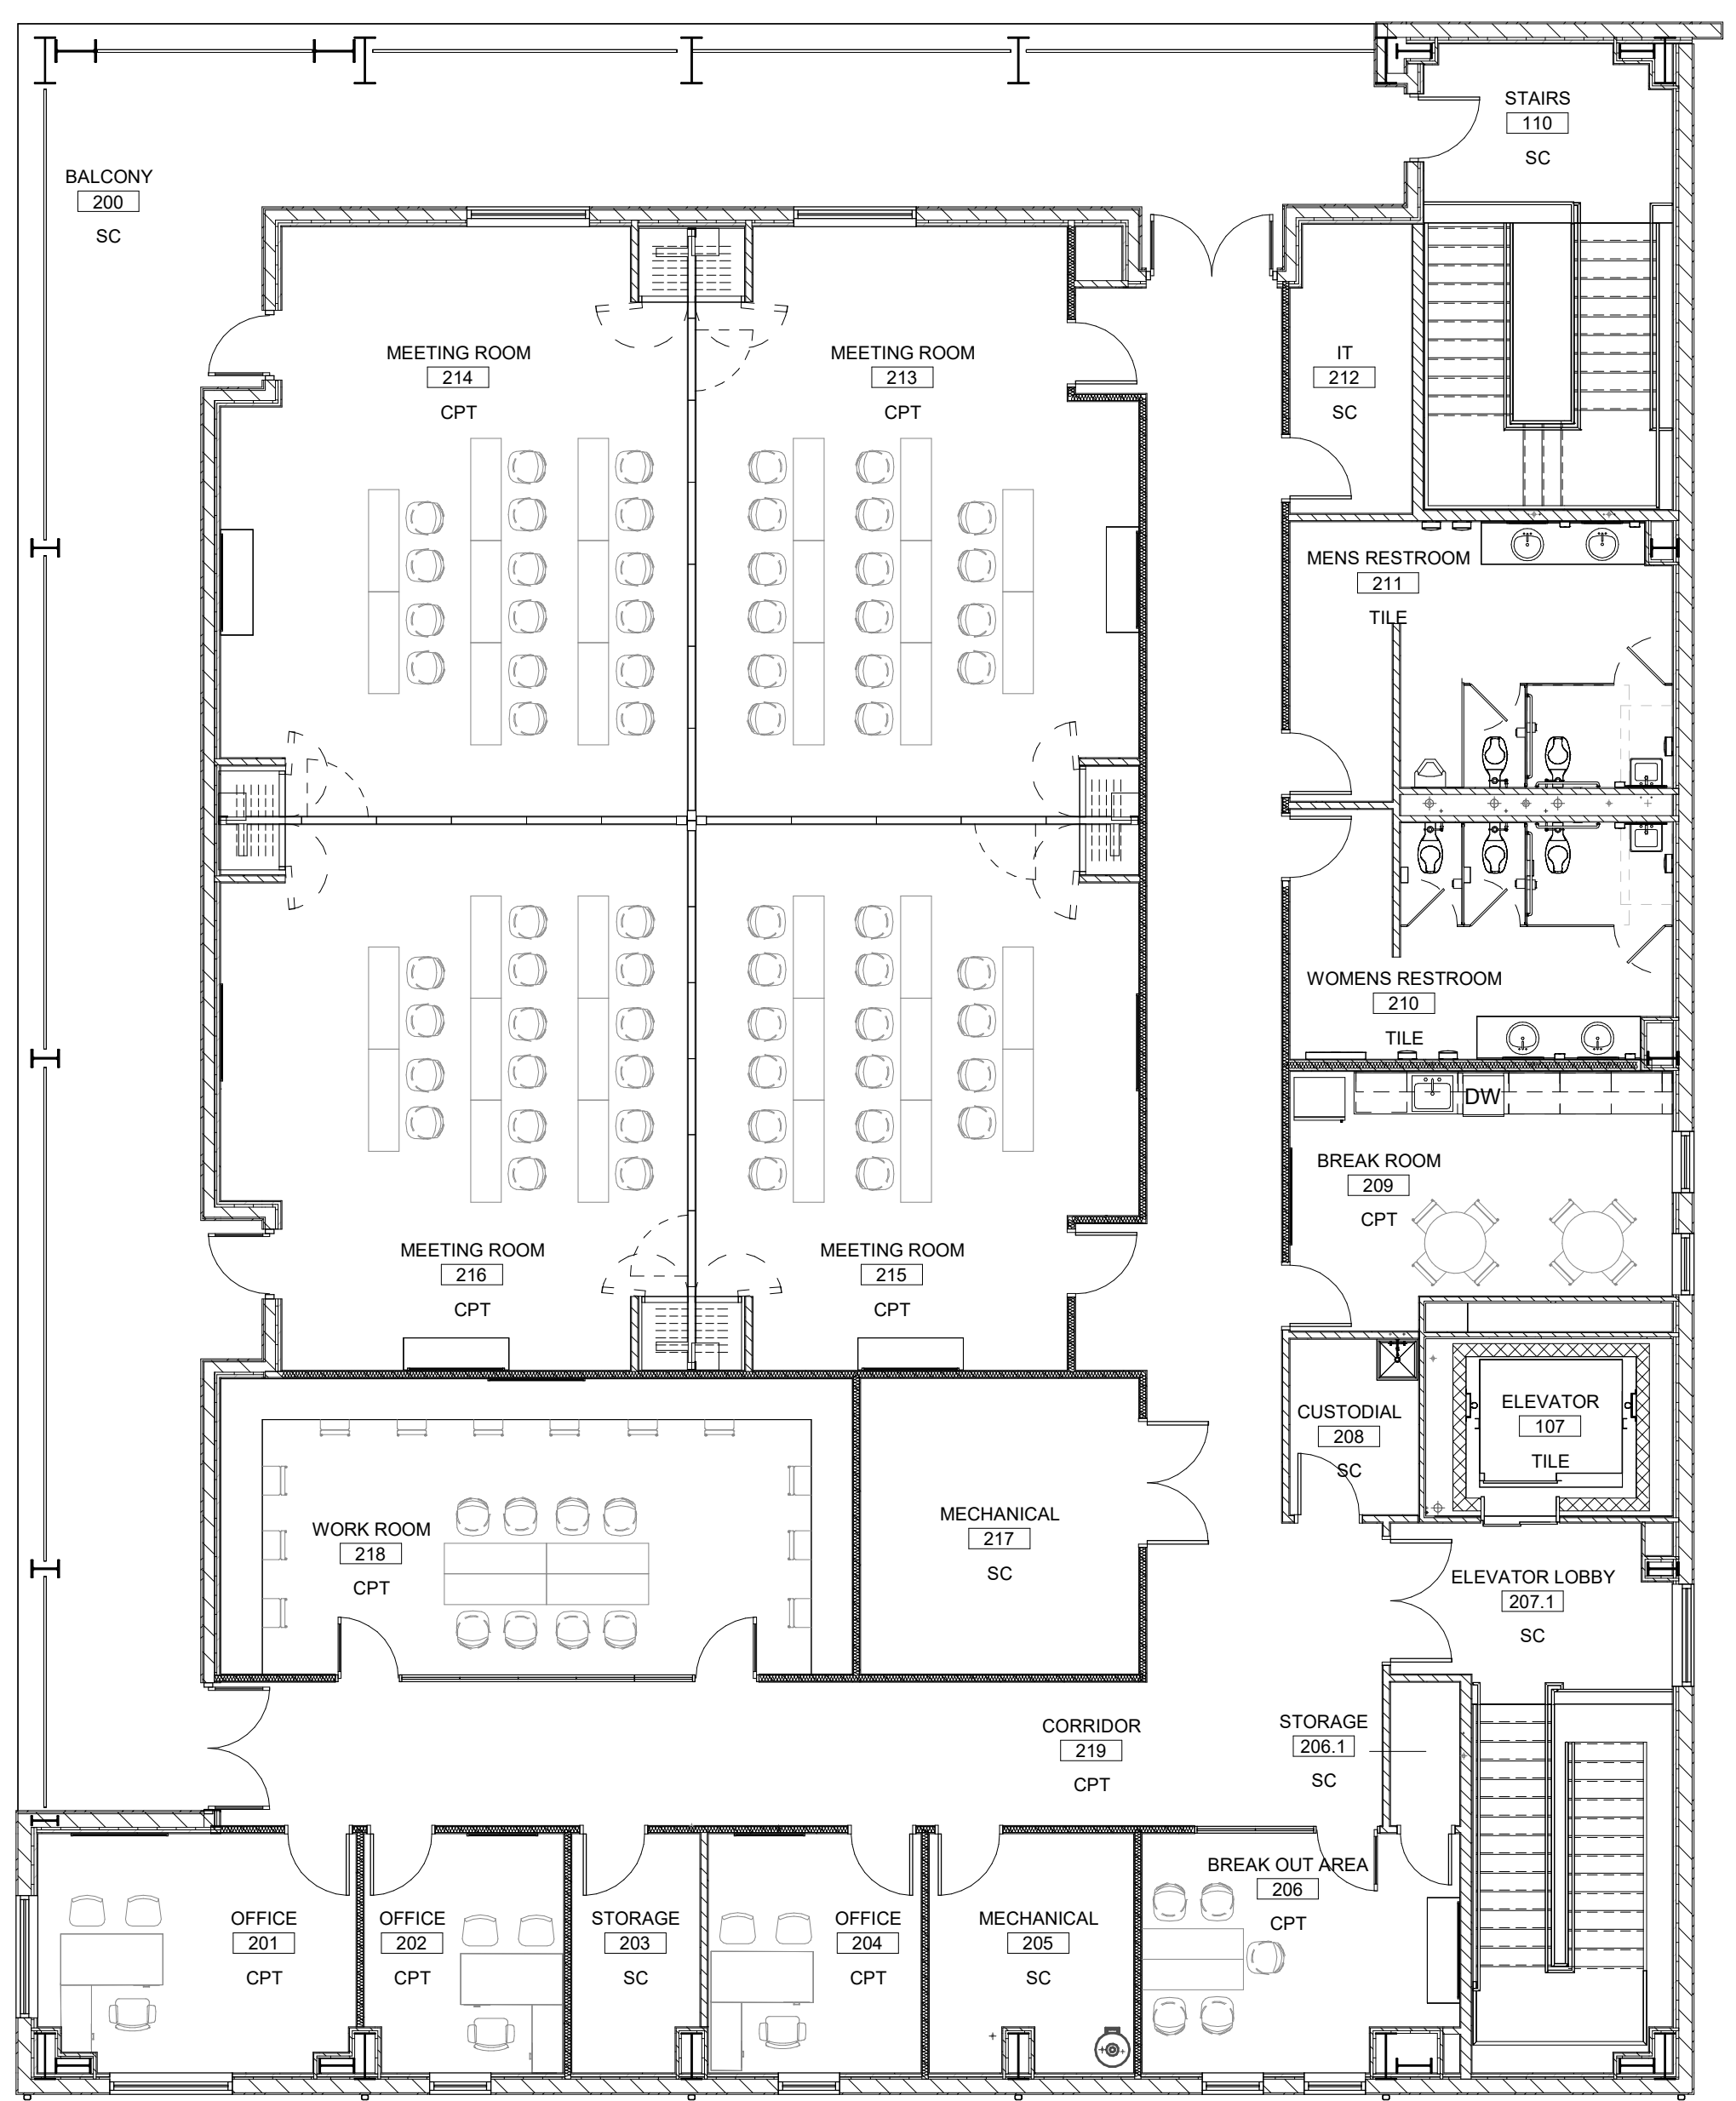 STAIRS
110
SC
BALCONY
200
SC
MEETING ROOM
214
CPT
MEETING ROOM
213
CPT
IT
212
SC
MENS RESTROOM
211
TILE
WOMENS RESTROOM
210
TILE
DW
BREAK ROOM
209
CPT
MEETING ROOM
216
CPT
MEETING ROOM
215
CPT
ELEVATOR
107
TILE
CUSTODIAL
208
SC
WORK ROOM
218
CPT
MECHANICAL
217
SC
ELEVATOR LOBBY
207.1
SC
CORRIDOR
219
CPT
STORAGE
206.1
SC
OFFICE
201
CPT
OFFICE
202
CPT
STORAGE
203
SC
OFFICE
204
CPT
MECHANICAL
205
SC
BREAK OUT AREA
206
CPT